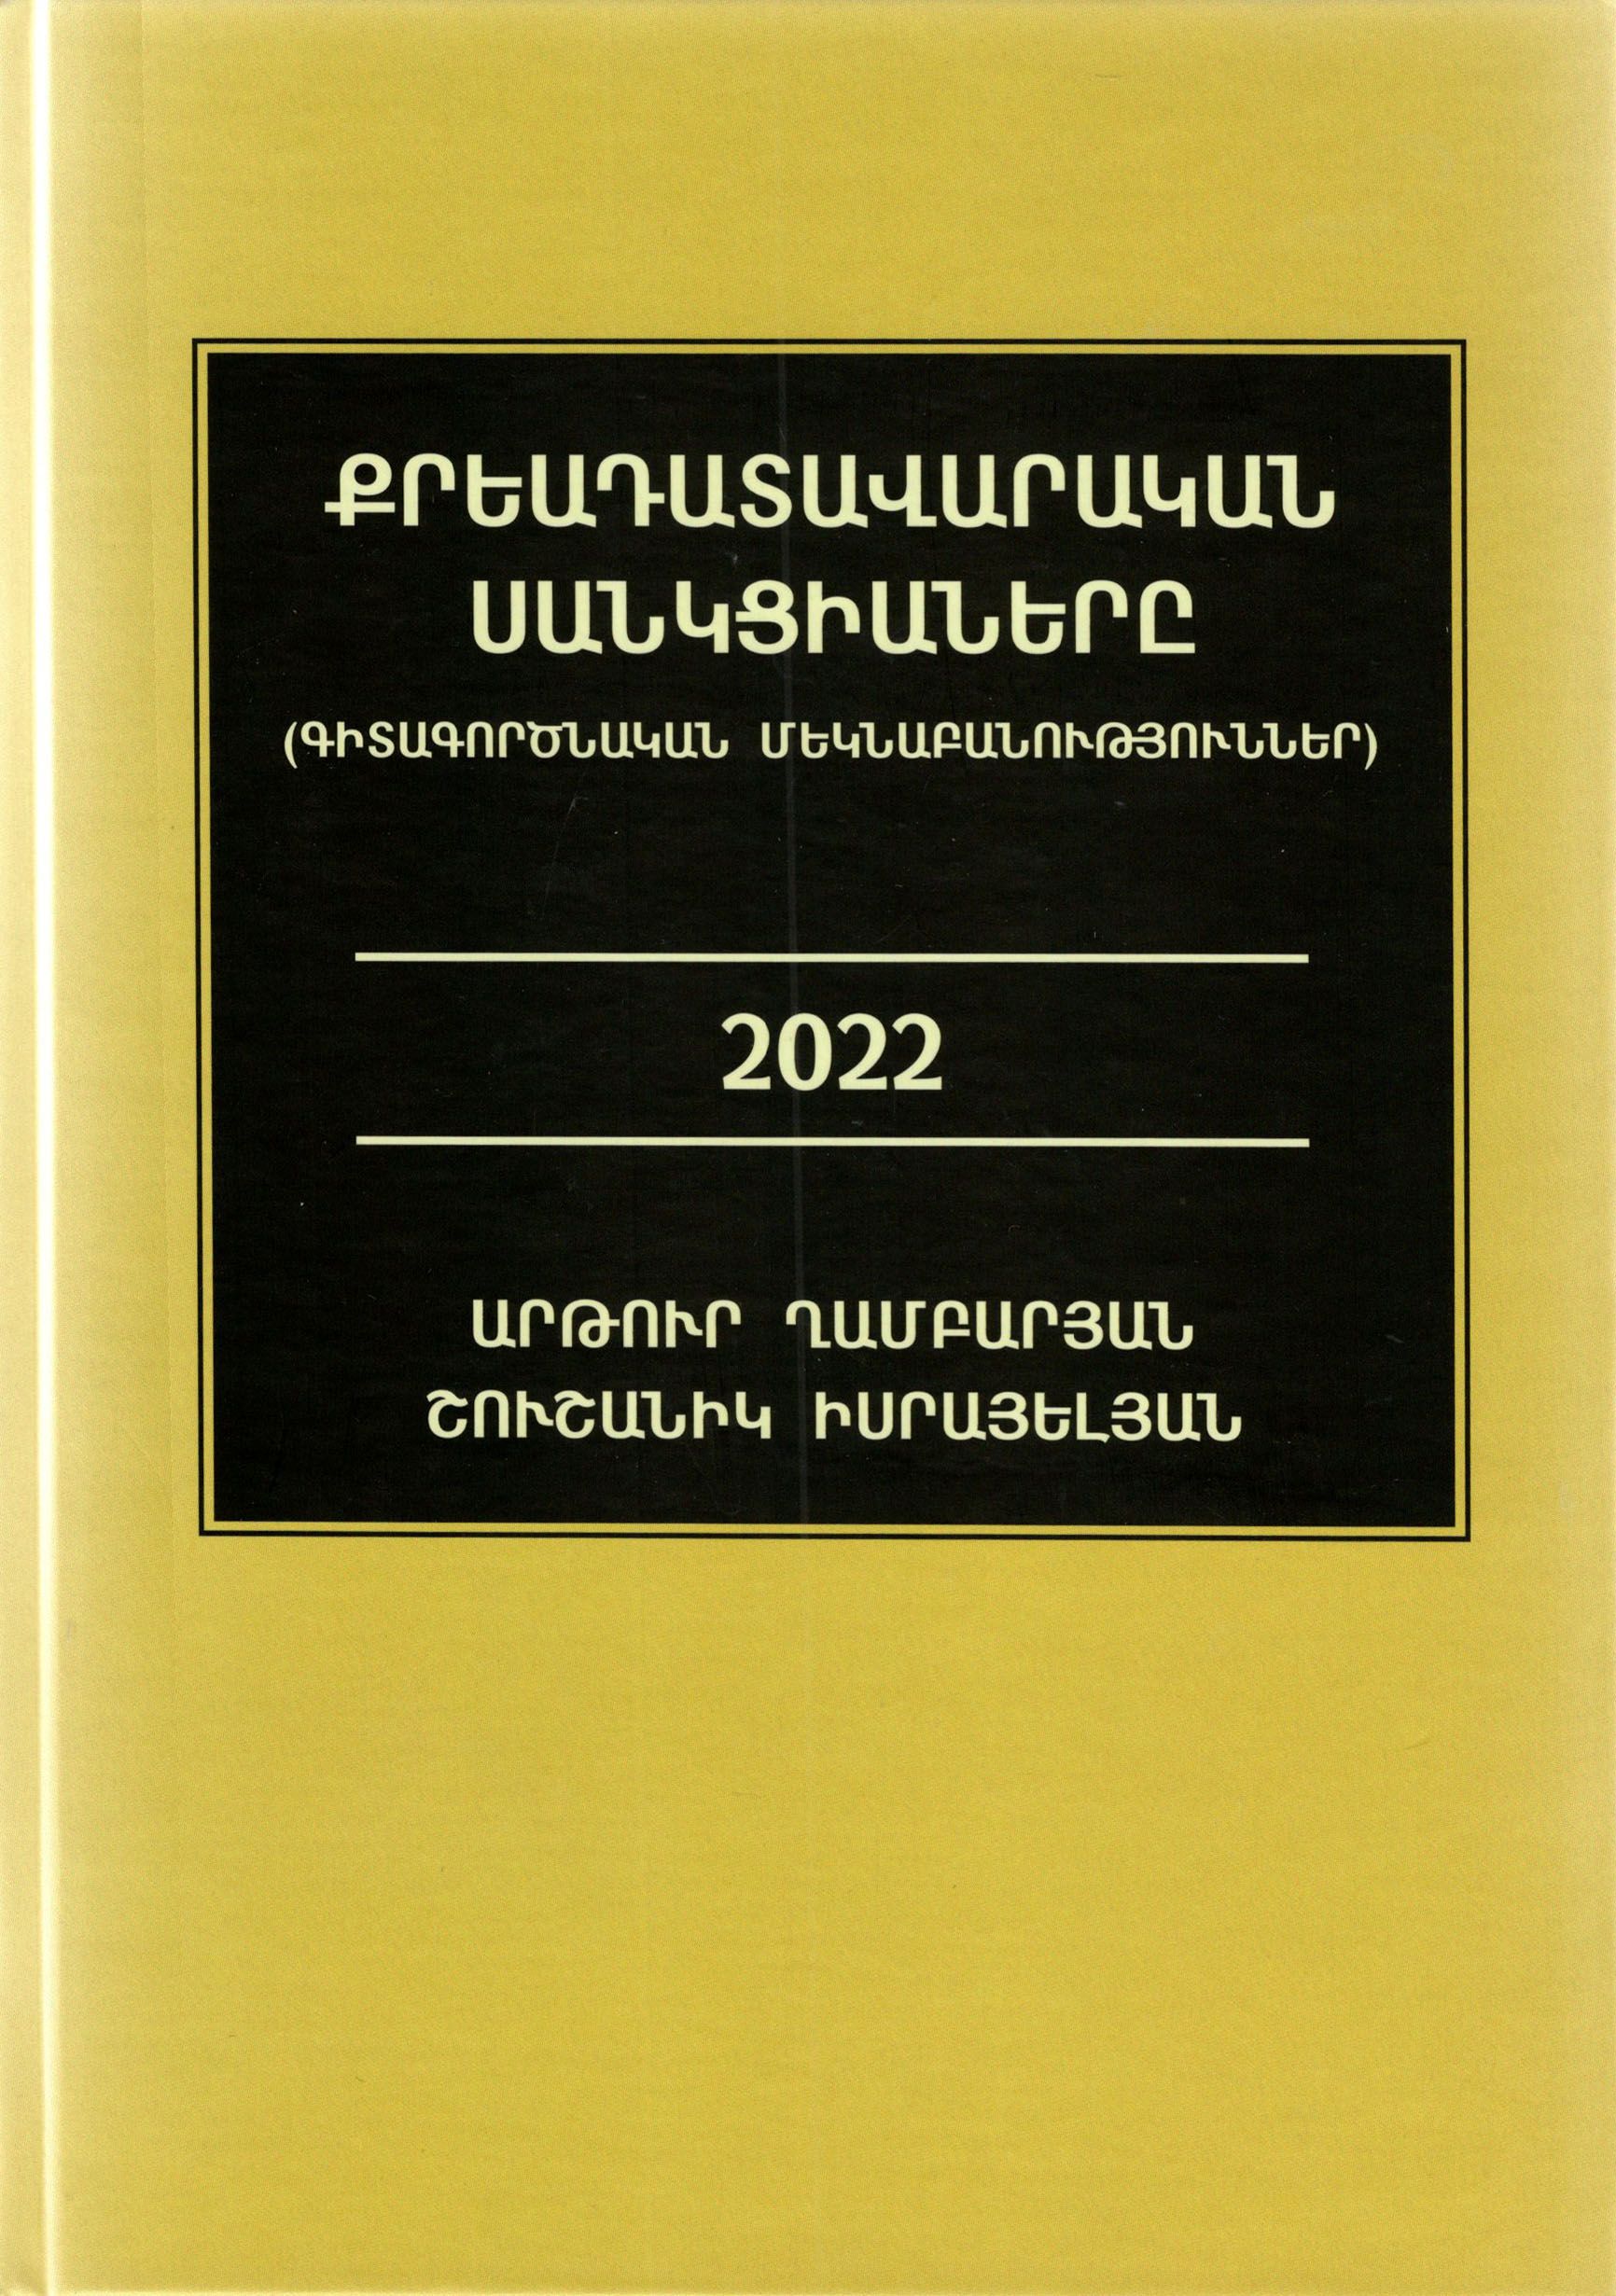 ՔՐԵԱԴԱՏԱՎԱՐԱԿԱՆ
ՍԱՆԿՑԻԱՆԵՐԸ
(ԳԻՏԱԳՈՐԾՆԱԿԱՆ ՄԵԿՆԱԲԱՆՈՒԹՅՈՒՆՆԵՐ)
2022
ԱՐԹՈՒՐ ՂԱՄԲԱՐՅԱՆ
ՇՈՒՇԱՆԻԿ ԻՍՐԱՅԵԼՅԱՆ